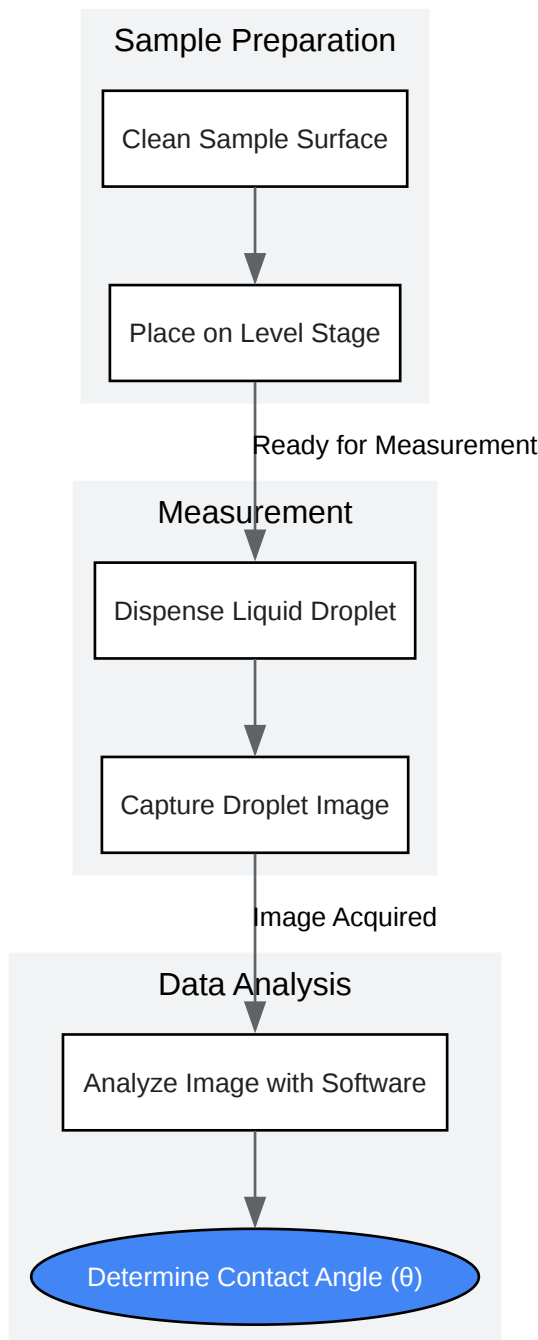 Sample Preparation
Clean Sample Surface
Place on Level Stage
Ready for Measurement
Measurement
Dispense Liquid Droplet
Capture Droplet Image
Image Acquired
Data Analysis
Analyze Image with Software
Determine Contact Angle (θ)